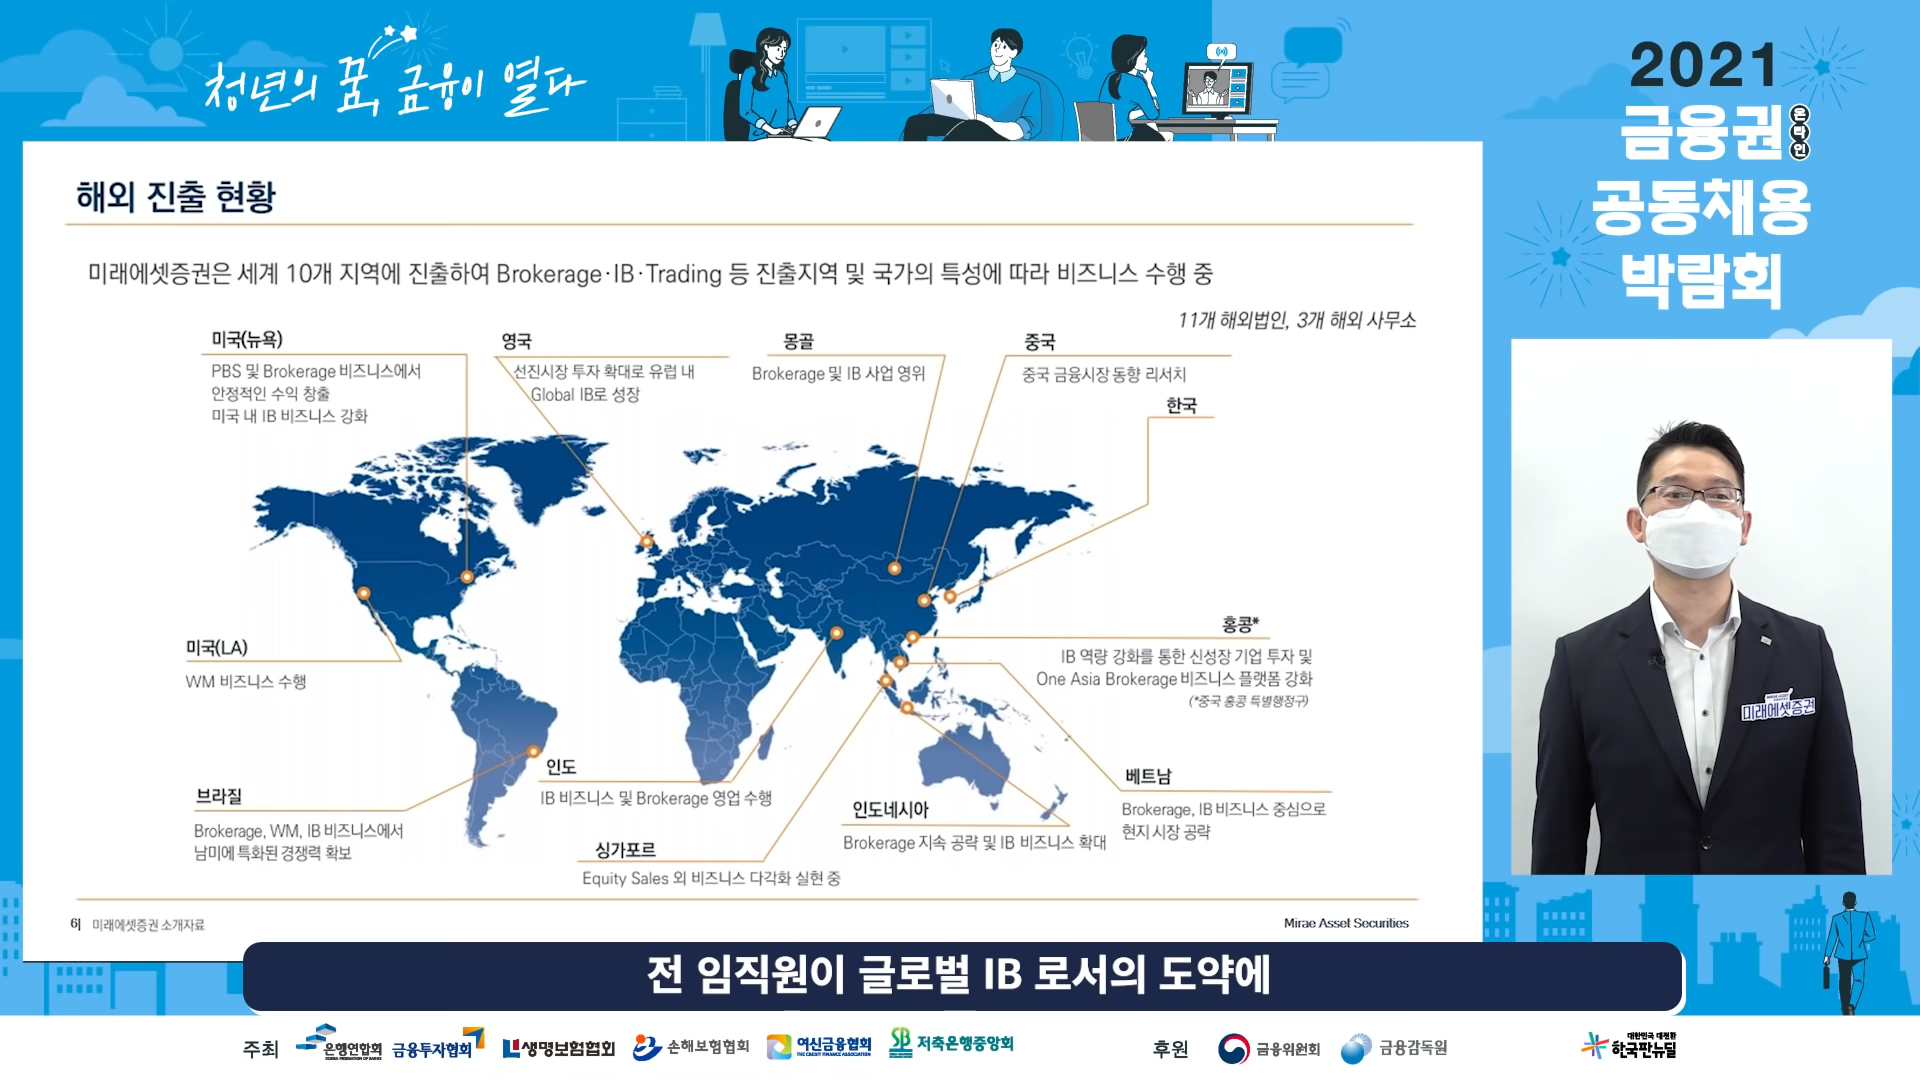 청년의 꿈, 금융이 열다
2021
금융권
온라인
공동채용
박람회
해외 진출 현황
미래에셋증권은 세계 10개 지역에 진출하여 Brokerage·IB·Trading 등 진출지역 및 국가의 특성에 따라 비즈니스 수행 중
11개 해외법인, 3개 해외 사무소
미국(뉴욕)
PBS 및 Brokerage 비즈니스에서
안정적인 수익 창출
미국 내 IB 비즈니스 강화
영국
선진시장 투자 확대로 유럽 내
Global IB로 성장
몽골
Brokerage 및 IB 사업 영위
중국
중국 금융시장 동향 리서치
한국
미국(LA)
WM 비즈니스 수행
홍콩*
IB 역량 강화를 통한 신성장 기업 투자 및
One Asia Brokerage 비즈니스 플랫폼 강화
(*중국 홍콩 특별행정구)
브라질
Brokerage, WM, IB 비즈니스에서
남미에 특화된 경쟁력 확보
인도
IB 비즈니스 및 Brokerage 영업 수행
싱가포르
Equity Sales 외 비즈니스 다각화 실현 중
인도네시아
Brokerage 지속 공략 및 IB 비즈니스 확대
베트남
Brokerage, IB 비즈니스 중심으로
현지 시장 공략
6| 미래에셋증권 소개자료
Mirae Asset Securities
MIRAE ASSET
미래에셋증권
전 임직원이 글로벌 IB 로서의 도약에
주최
은행연합회
KOREA FEDERATION OF BANKS
금융투자협회
생명보험협회
손해보험협회
여신금융협회
THE CREDIT FINANCE ASSOCIATION
SB 저축은행중앙회
후원
금융위원회
금융감독원
대한민국 대전환
한국판뉴딜